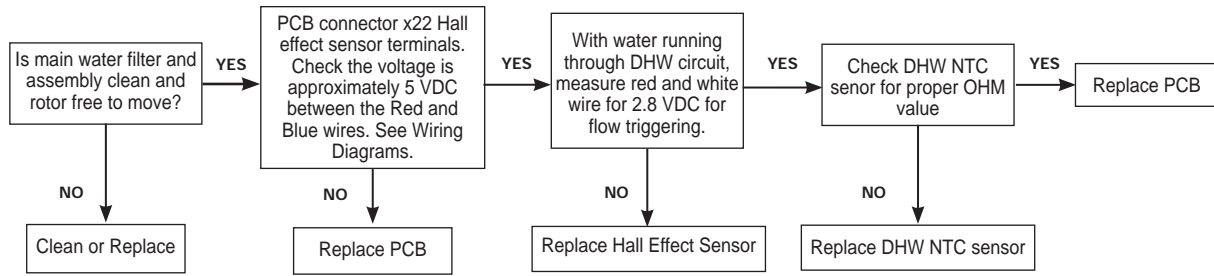 Is main water filter and
assembly clean and
rotor free to move?
YES
NO
Clean or Replace
PCB connector x22 Hall
effect sensor terminals.
Check the voltage is
approximately 5 VDC
between the Red and
Blue wires. See Wiring
Diagrams.
YES
NO
Replace PCB
With water running
through DHW circuit,
measure red and white
wire for 2.8 VDC for
flow triggering.
YES
NO
Replace Hall Effect Sensor
Check DHW NTC
senor for proper OHM
value
YES
NO
Replace DHW NTC sensor
Replace PCB